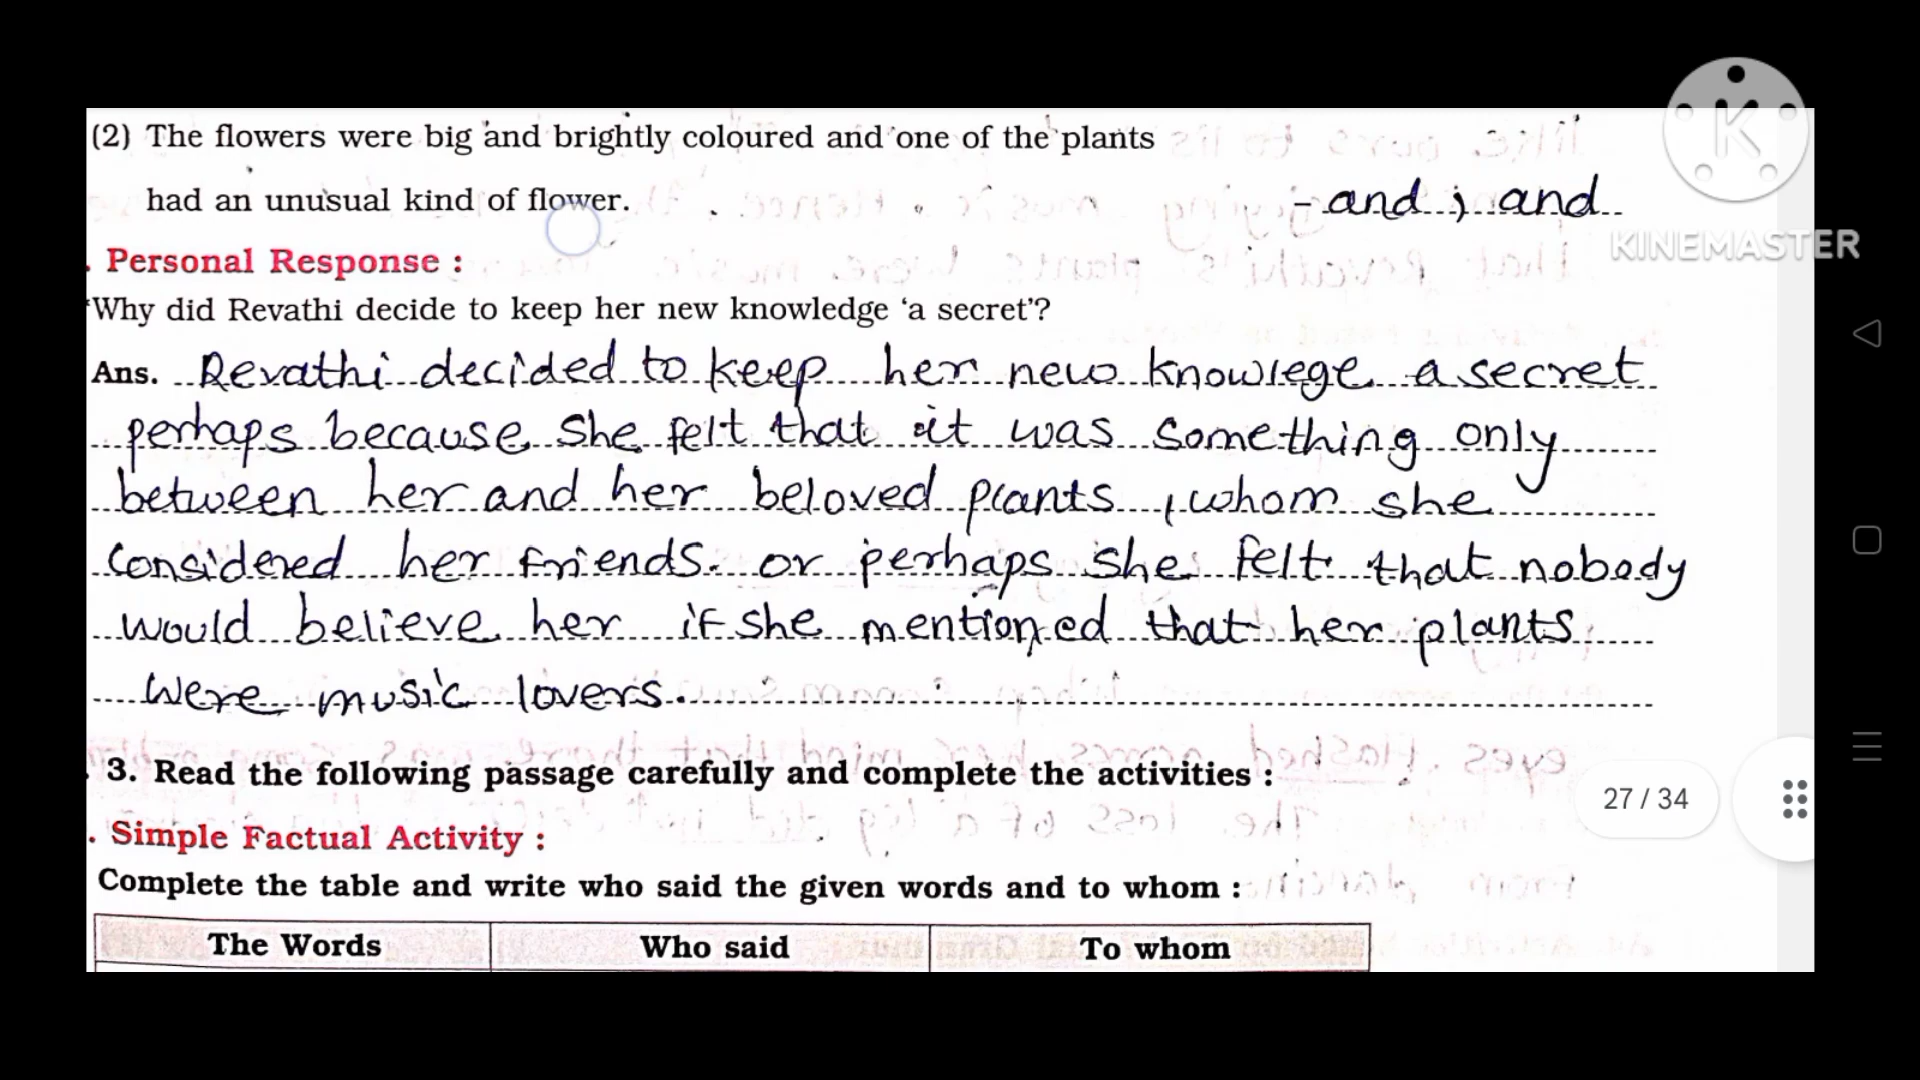 (2) The flowers were big and brightly coloured and one of the plants
had an unusual kind of flower.
- and ; and
KINEMASTER
Personal Response :
Why did Revathi decide to keep her new knowledge ‘a secret’?
Ans. Revathi decided to keep her new knowlege a secret
perhaps because she felt that it was something only
between her and her beloved plants, whom she
considered her friends. or perhaps she felt that nobody
would believe her if she mentioned that her plants
were music lovers.
3. Read the following passage carefully and complete the activities :
27 / 34
. Simple Factual Activity :
Complete the table and write who said the given words and to whom :
The Words Who said To whom